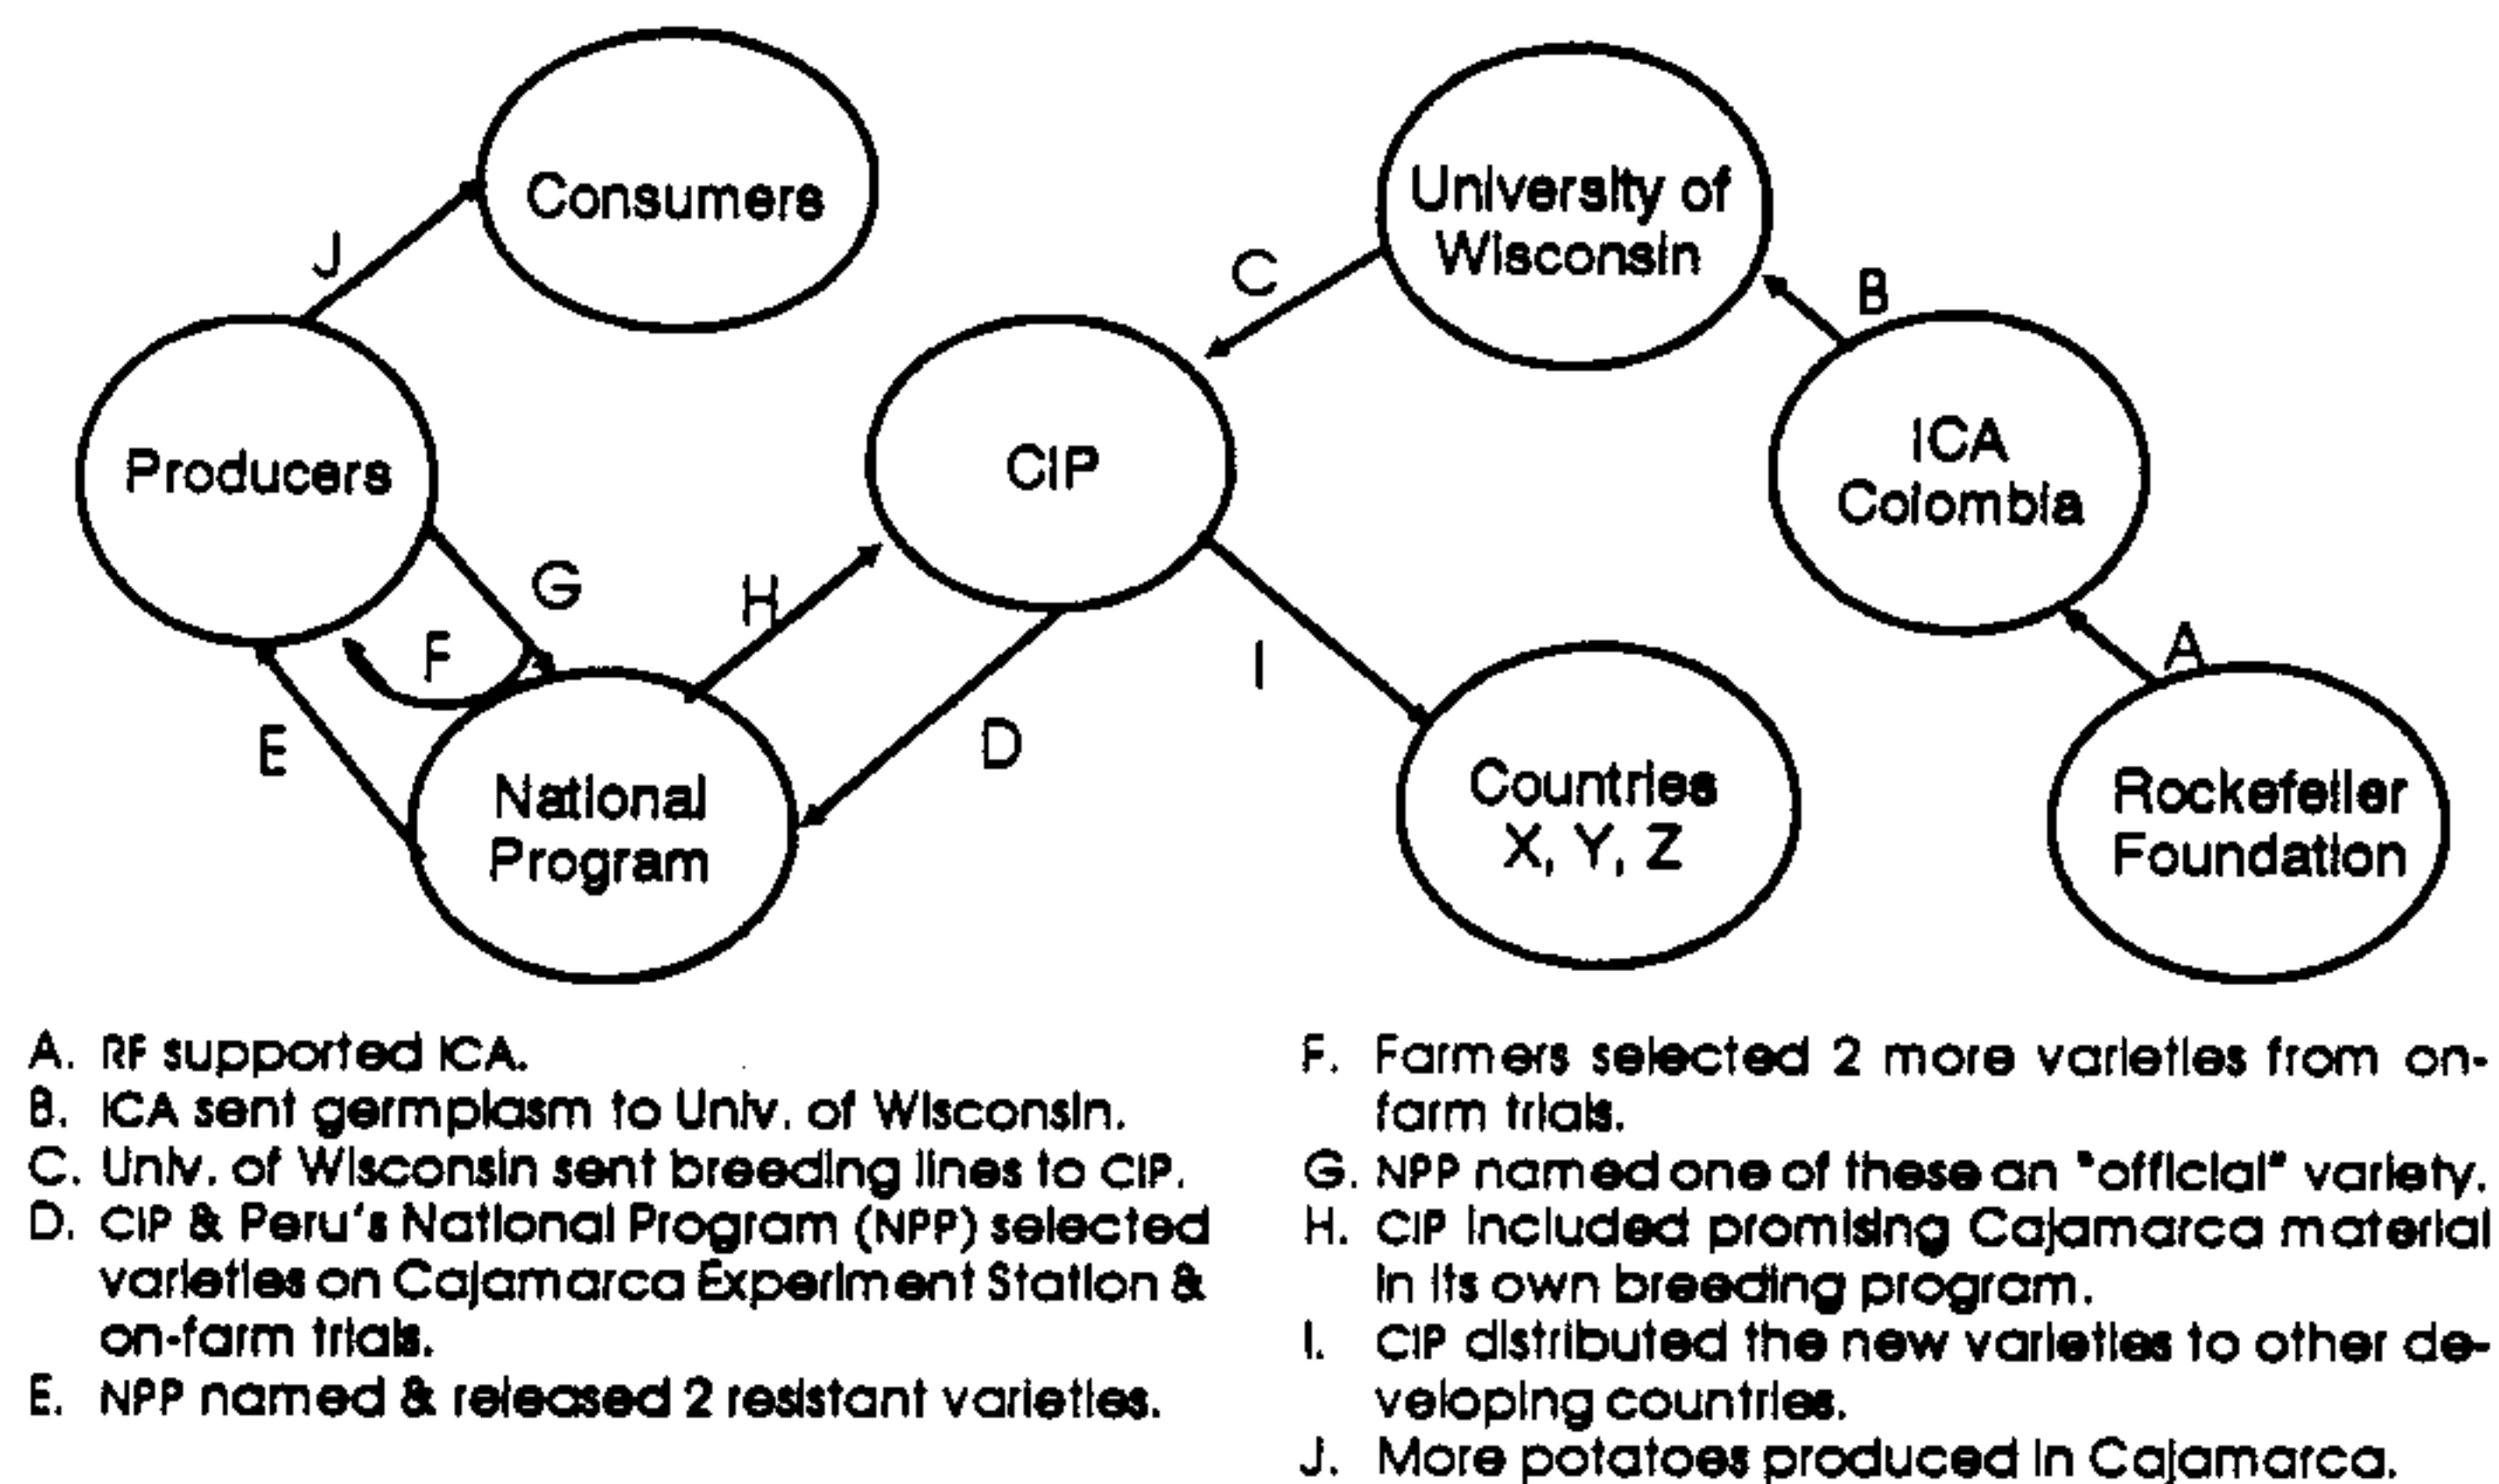 Consumers
University of
Wisconsin
J
C
B
Producers
CIP
ICA
Colombia
G
H
F
I
A
E
D
National
Program
Countries
X, Y, Z
Rockefeller
Foundation
A. RF supported ICA.
B. ICA sent germplasm to Univ. of Wisconsin.
C. Univ. of Wisconsin sent breeding lines to CIP.
D. CIP & Peru's National Program (NPP) selected
varieties on Cajamarca Experiment Station &
on-farm trials.
E. NPP named & released 2 resistant varieties.
F. Farmers selected 2 more varieties from on-
farm trials.
G. NPP named one of these an "official" variety.
H. CIP included promising Cajamarca material
in its own breeding program.
I. CIP distributed the new varieties to other de-
veloping countries.
J. More potatoes produced in Cajamarca.